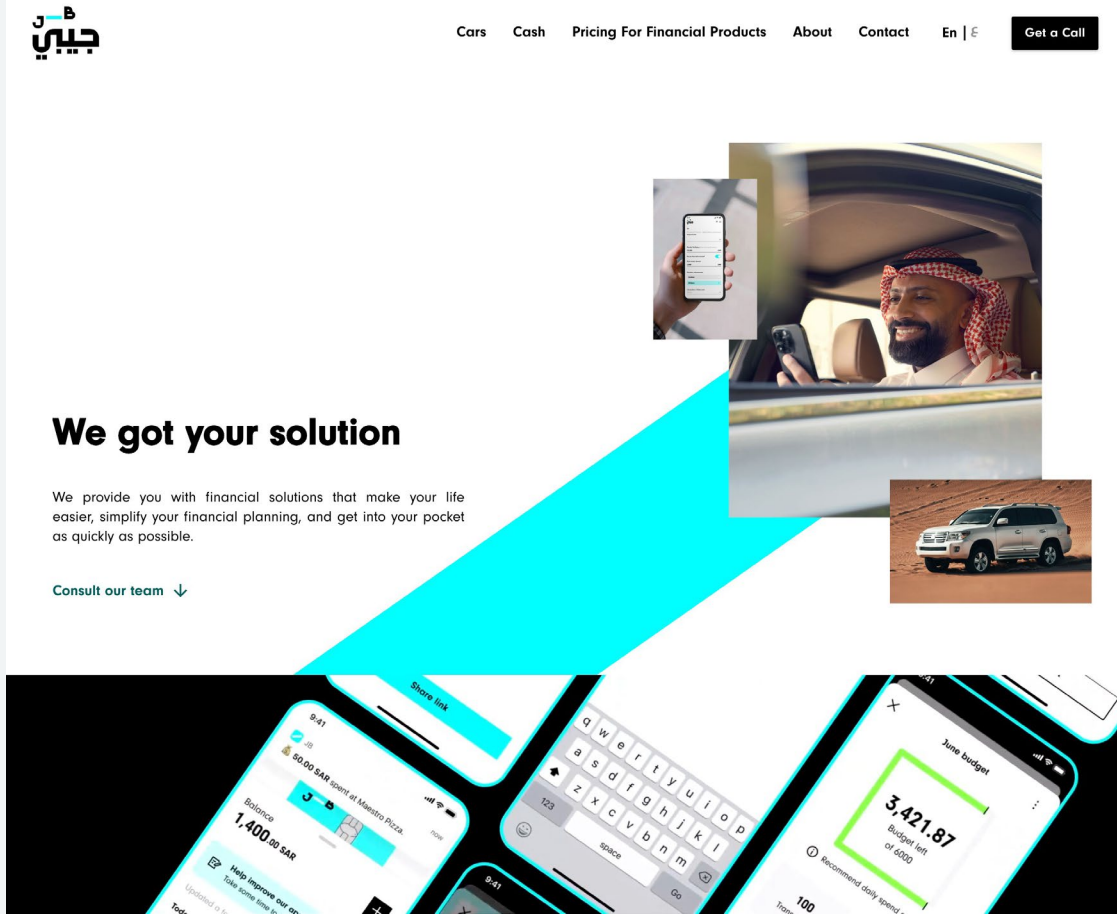 J B
جيبي
Cars Cash Pricing For Financial Products About Contact En | ع Get a Call
We got your solution
We provide you with financial solutions that make your life
easier, simplify your financial planning, and get into your pocket
as quickly as possible.
Consult our team
Share link
9:41
JB
50.00 SAR spent at Maestro Pizza.
now
J B
Balance
1,400.00 SAR
Help improve our
Take some time
q w e r t y u i o p
a s d f g h j k l
z x c v b n m
123 space Go
9:41
9:41
June budget
3,421.87
Budget left
of 6000
Recommend daily spend
100